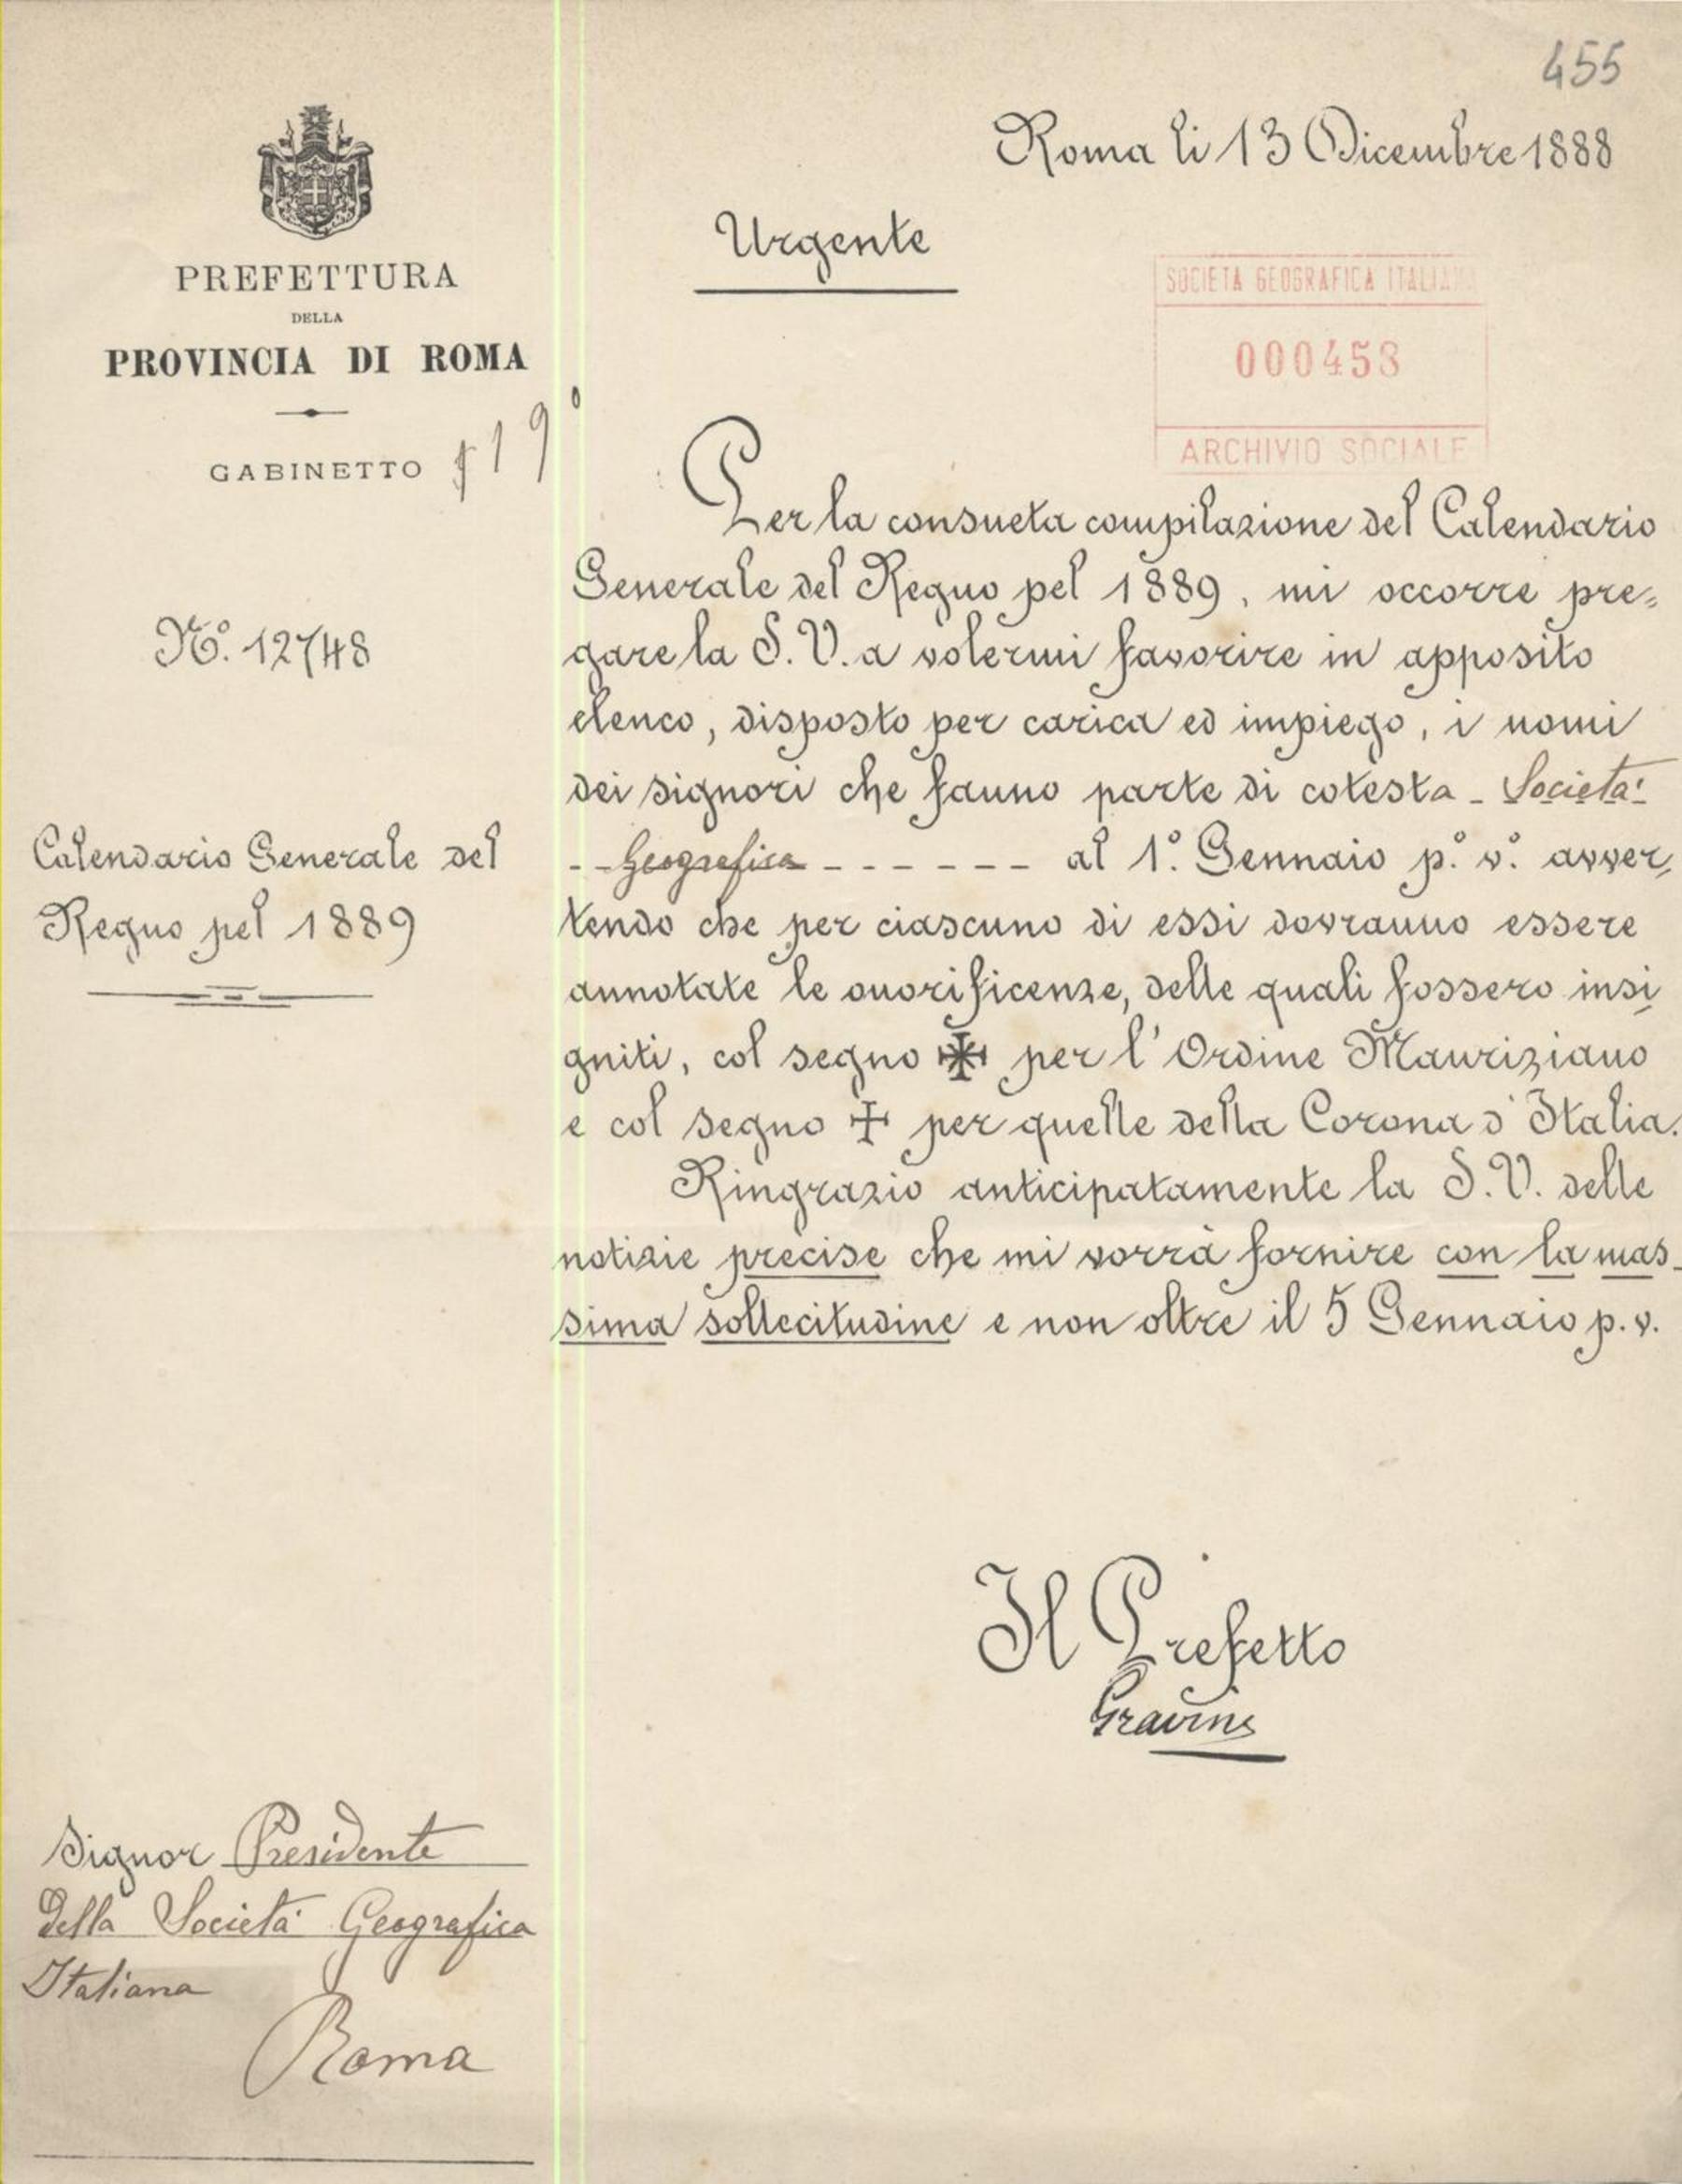 455
Roma li 13 Dicembre 1888
Urgente
PREFETTURA
DELLA
PROVINCIA DI ROMA
GABINETTO
SOCIETA GEOGRAFICA ITALIANA
000458
ARCHIVIO SOCIALE
No. 12748
Calendario Generale del
Regno pel 1889
Per la consueta compilazione del Calendario
Generale del Regno pel 1889, mi occorre pre=
gare la S. V. a volermi favorire in apposito
elenco, disposto per carica ed impiego, i nomi
dei signori che fanno parte di cotesta - Società
- - Geografica - - - - - - al 1º Gennaio p.º v.º avver,
tendo che per ciascuno di essi dovranno essere
annotate le onorificenze, delle quali fossero insi
gniti, col segno ✠ per l'Ordine Mauriziano
e col segno ✢ per quelle della Corona d'Italia.
Ringrazio anticipatamente la S. V. delle
notizie precise che mi vorrà fornire con la mas_
sima sollecitudine e non oltre il 5 Gennaio p. v.
Il Prefetto
Gravina
Signor Presidente
della Società Geografica
Italiana
Roma